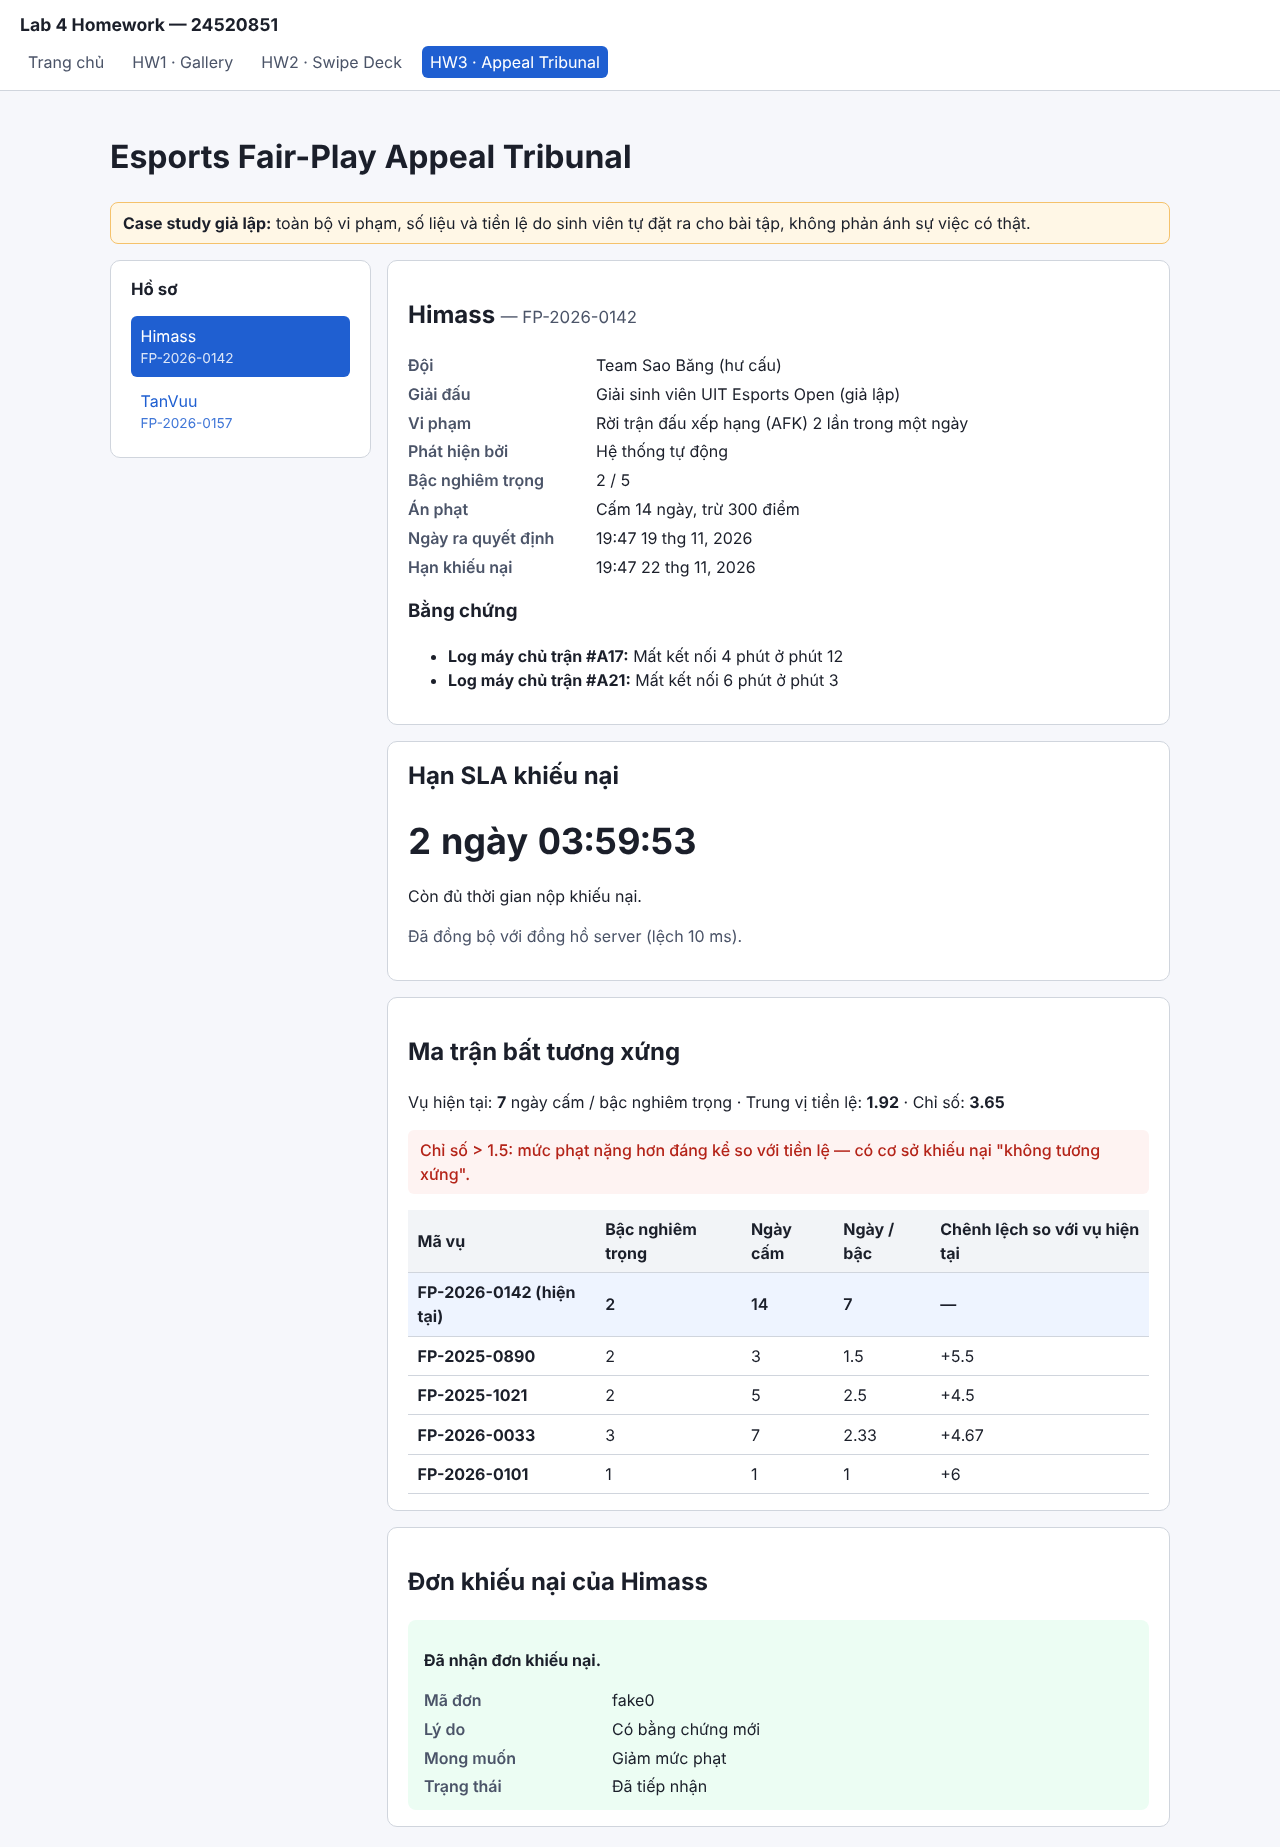 Lab 4 Homework — 24520851
Trang chủ HW1 · Gallery HW2 · Swipe Deck HW3 · Appeal Tribunal
Esports Fair-Play Appeal Tribunal
Case study giả lập: toàn bộ vi phạm, số liệu và tiền lệ do sinh viên tự đặt ra cho bài tập, không phản ánh sự việc có thật.
Hồ sơ
Himass
FP-2026-0142
TanVuu
FP-2026-0157
Himass — FP-2026-0142
Đội Team Sao Băng (hư cấu)
Giải đấu Giải sinh viên UIT Esports Open (giả lập)
Vi phạm Rời trận đấu xếp hạng (AFK) 2 lần trong một ngày
Phát hiện bởi Hệ thống tự động
Bậc nghiêm trọng 2 / 5
Án phạt Cấm 14 ngày, trừ 300 điểm
Ngày ra quyết định 19:47 19 thg 11, 2026
Hạn khiếu nại 19:47 22 thg 11, 2026
Bằng chứng
• Log máy chủ trận #A17: Mất kết nối 4 phút ở phút 12
• Log máy chủ trận #A21: Mất kết nối 6 phút ở phút 3
Hạn SLA khiếu nại
2 ngày 03:59:53
Còn đủ thời gian nộp khiếu nại.
Đã đồng bộ với đồng hồ server (lệch 10 ms).
Ma trận bất tương xứng
Vụ hiện tại: 7 ngày cấm / bậc nghiêm trọng · Trung vị tiền lệ: 1.92 · Chỉ số: 3.65
Chỉ số > 1.5: mức phạt nặng hơn đáng kể so với tiền lệ — có cơ sở khiếu nại "không tương
xứng".
Mã vụ Bậc nghiêm trọng Ngày cấm Ngày / bậc Chênh lệch so với vụ hiện tại
FP-2026-0142 (hiện tại) 2 14 7 —
FP-2025-0890 2 3 1.5 +5.5
FP-2025-1021 2 5 2.5 +4.5
FP-2026-0033 3 7 2.33 +4.67
FP-2026-0101 1 1 1 +6
Đơn khiếu nại của Himass
Đã nhận đơn khiếu nại.
Mã đơn fake0
Lý do Có bằng chứng mới
Mong muốn Giảm mức phạt
Trạng thái Đã tiếp nhận